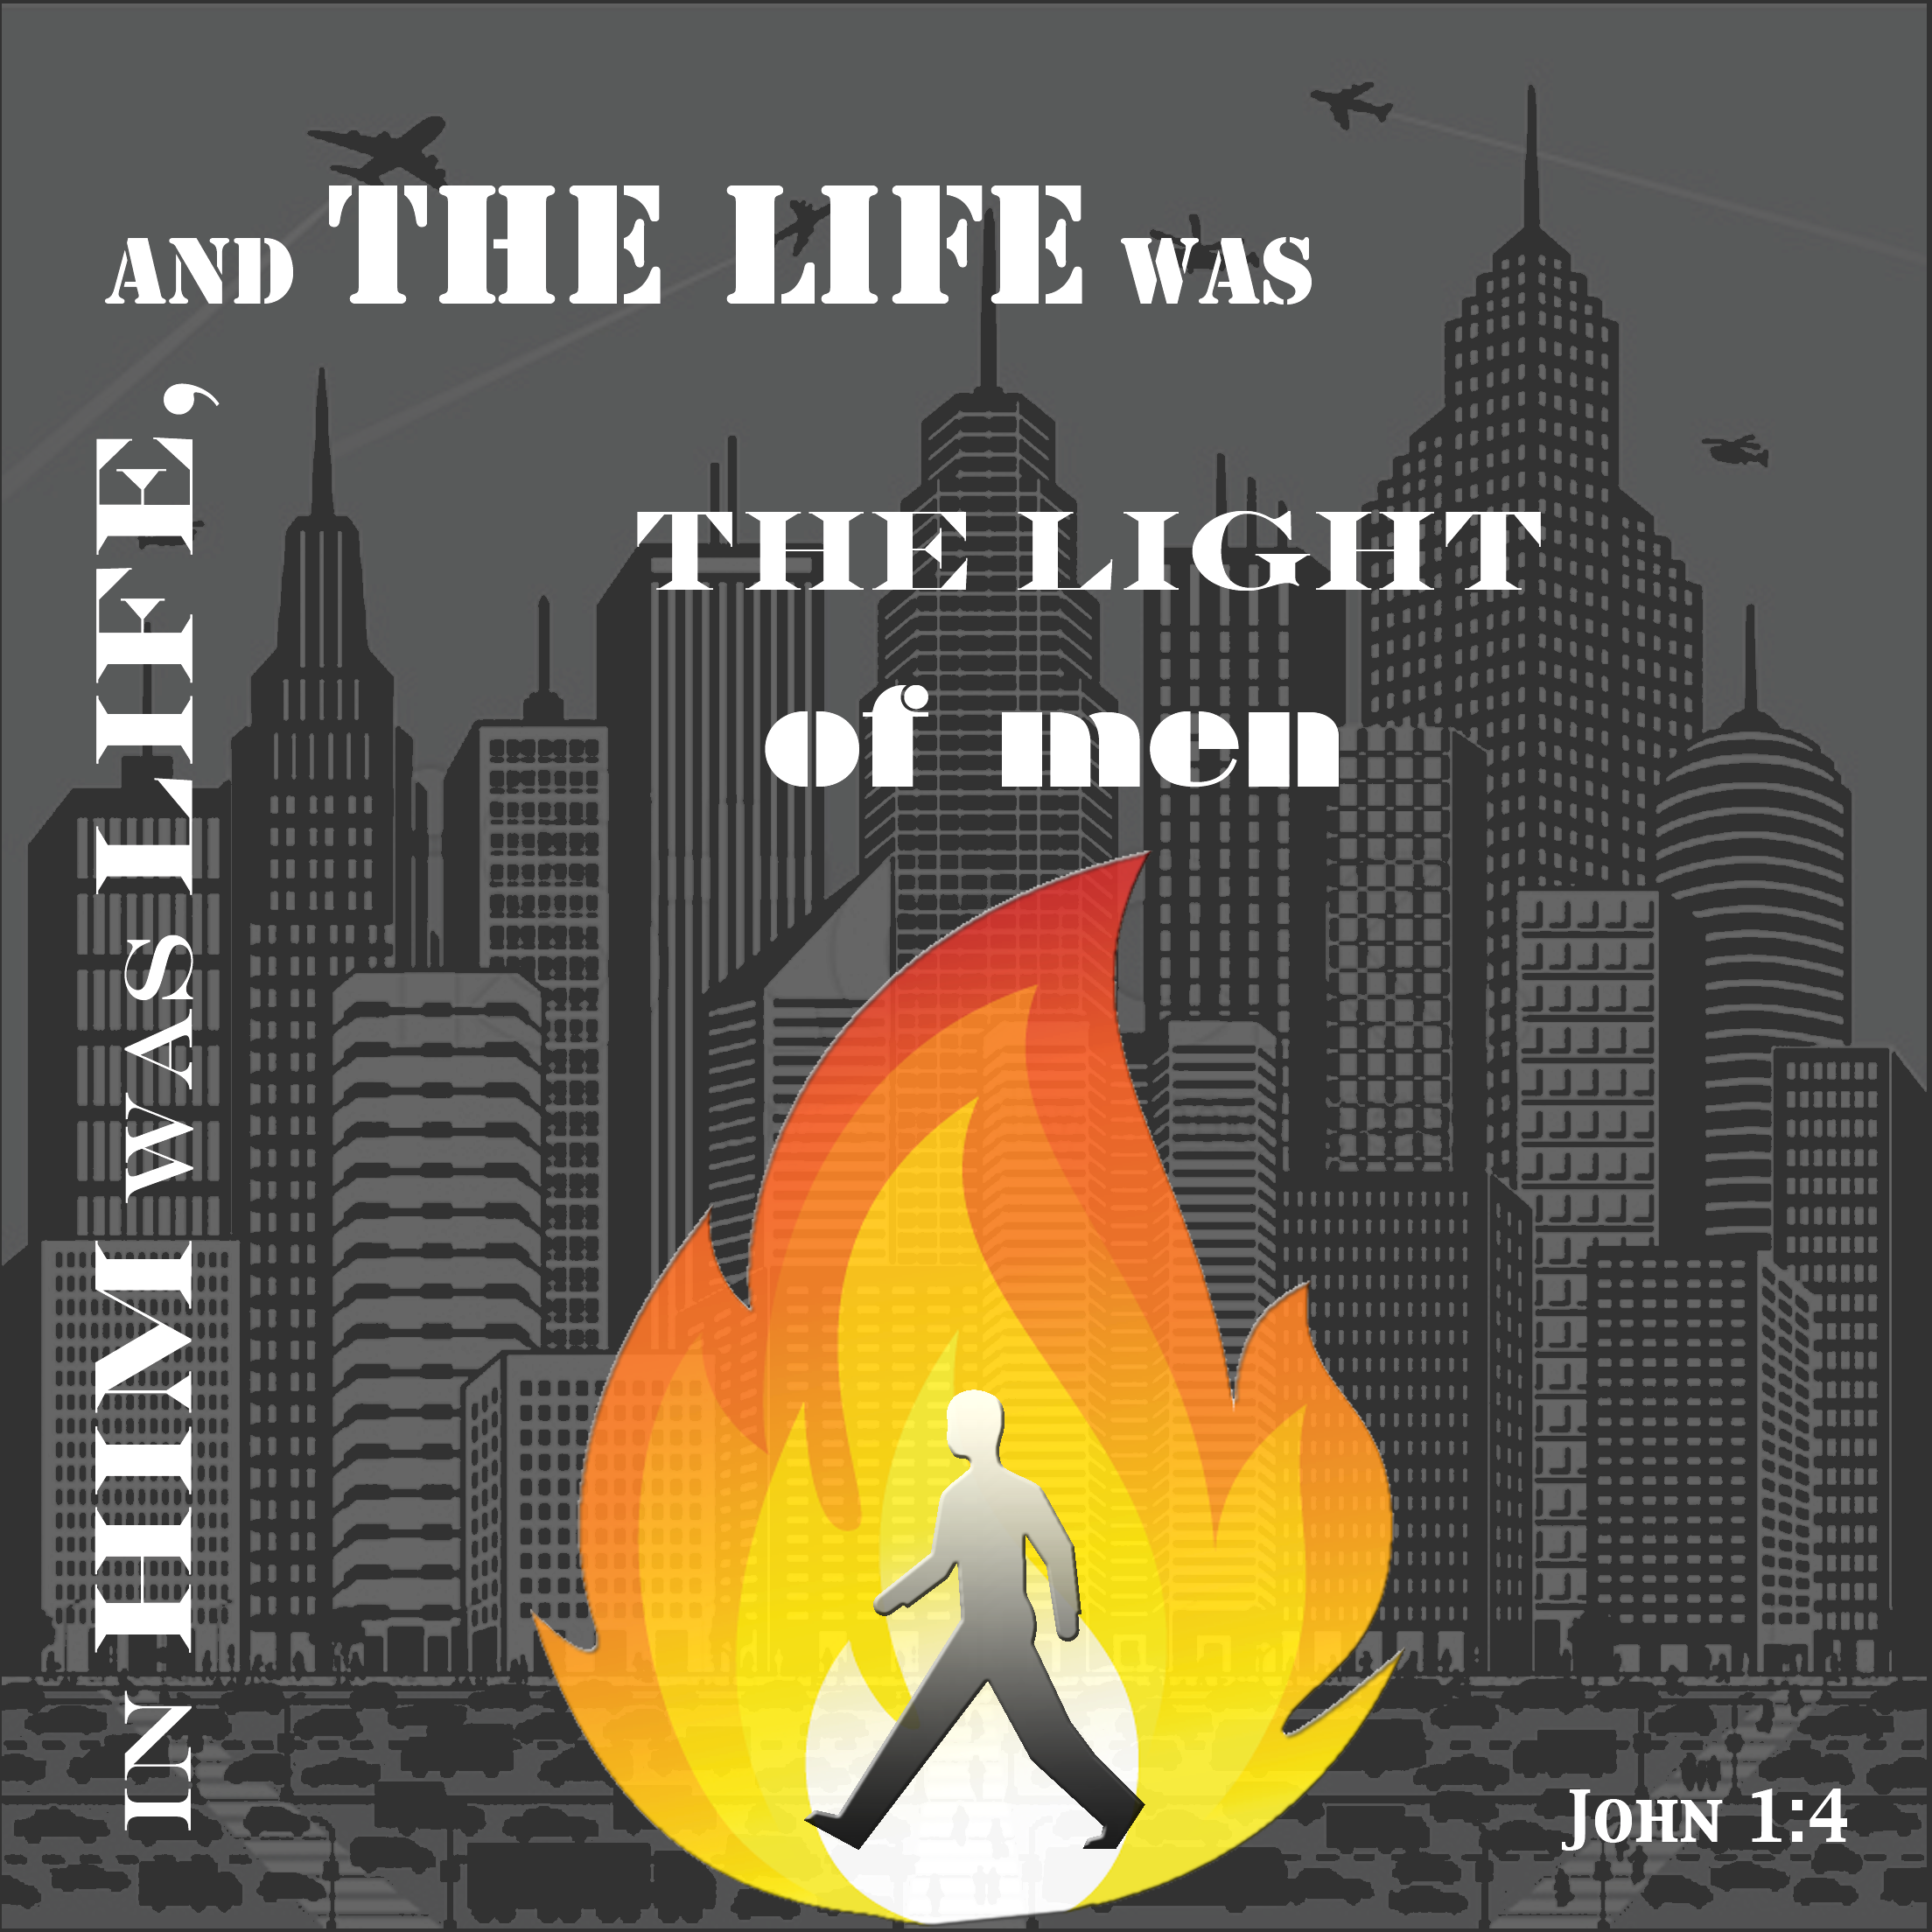 IN HIM WAS LIFE,
AND THE LIFE WAS
THE LIGHT
of men
John 1:4